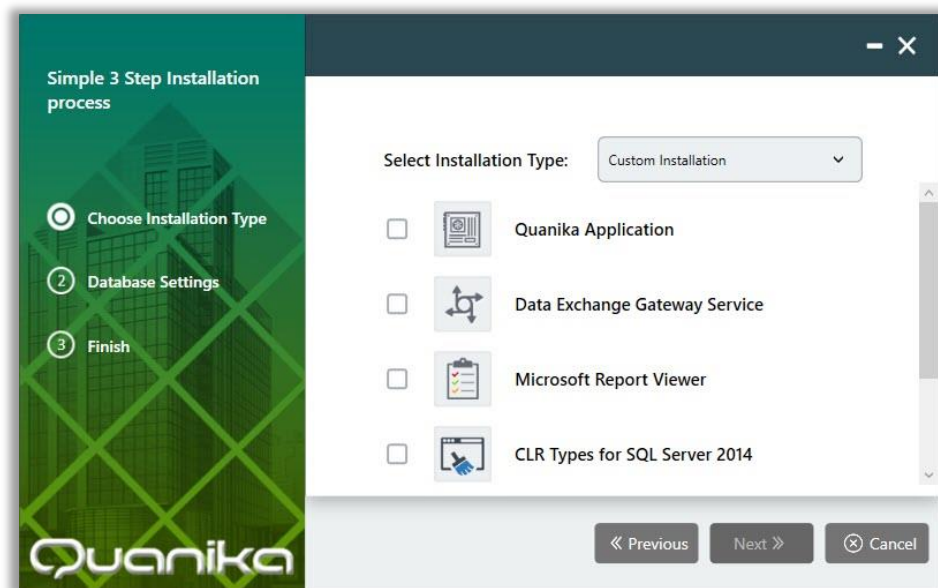 Simple 3 Step Installation
process
Choose Installation Type
2 Database Settings
3 Finish
Quanika
Select Installation Type: Custom Installation
Quanika Application
Data Exchange Gateway Service
Microsoft Report Viewer
CLR Types for SQL Server 2014
Previous Next Cancel